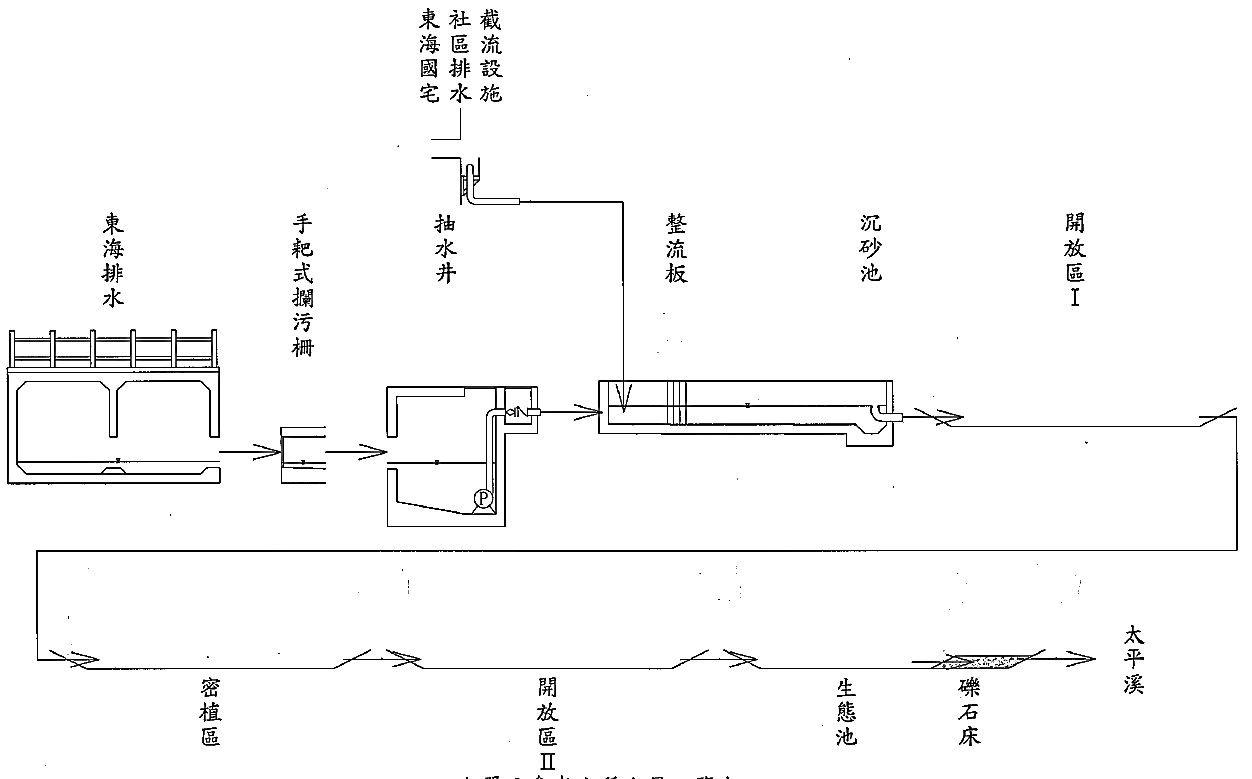 東海國宅
社區排水
截流設施
東海排水
手耙式攔污柵
抽水井
整流板
沉砂池
開放區Ⅰ
P
密植區
開放區Ⅱ
生態池
礫石床
太平溪